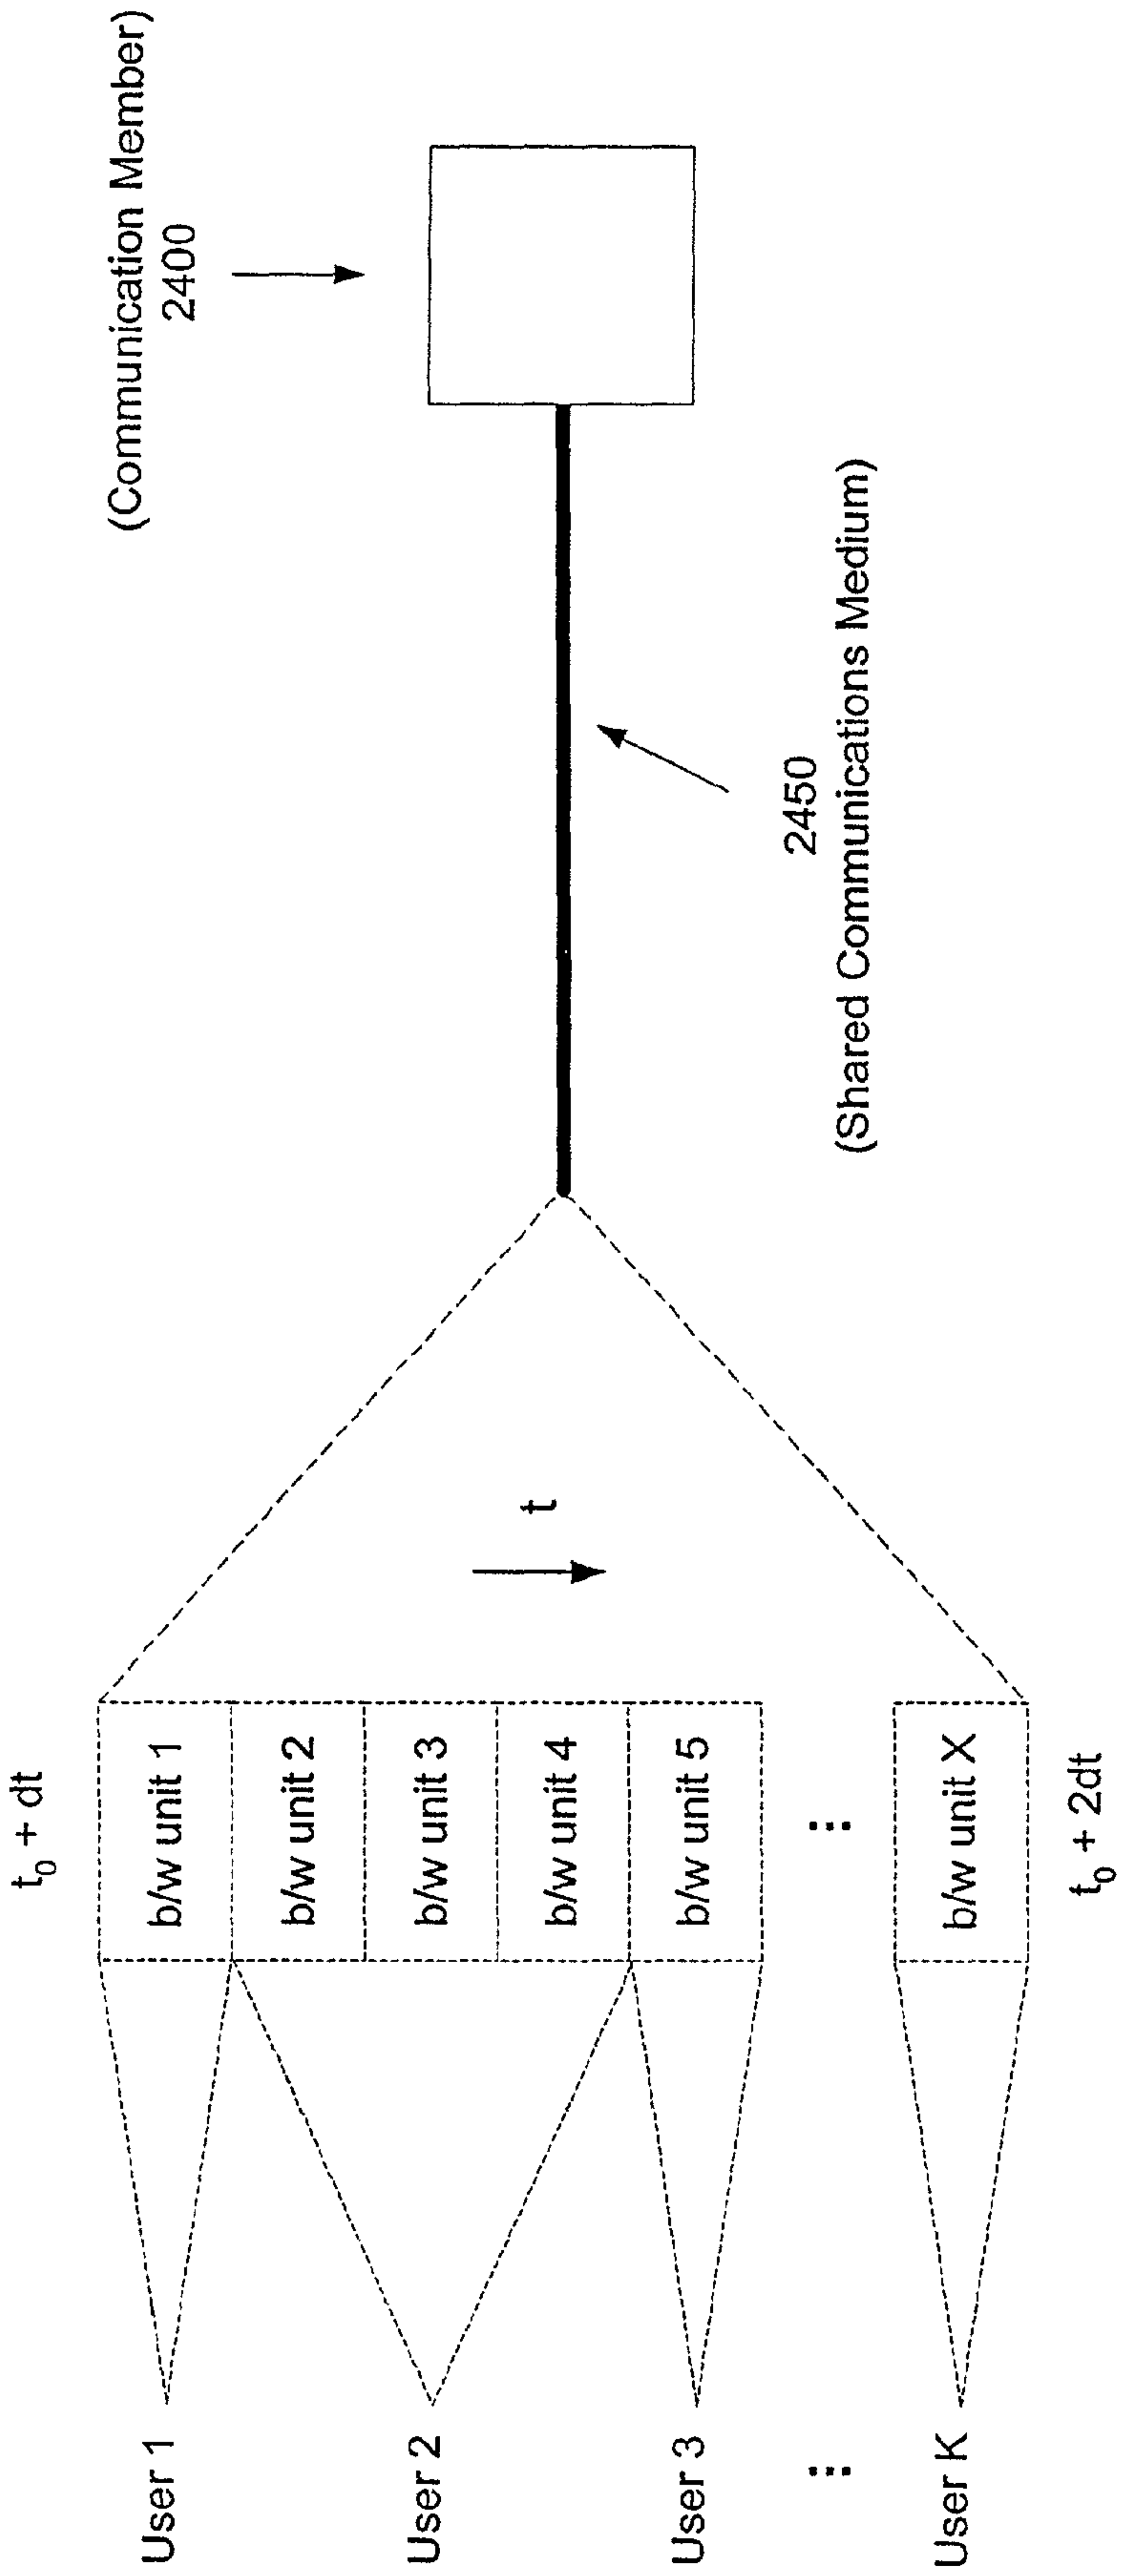 (Communication Member)
2400
2450
(Shared Communications Medium)
t
t₀ + dt
b/w unit 1
b/w unit 2
b/w unit 3
b/w unit 4
b/w unit 5
⋮
b/w unit X
t₀ + 2dt
User 1
User 2
User 3
⋮
User K